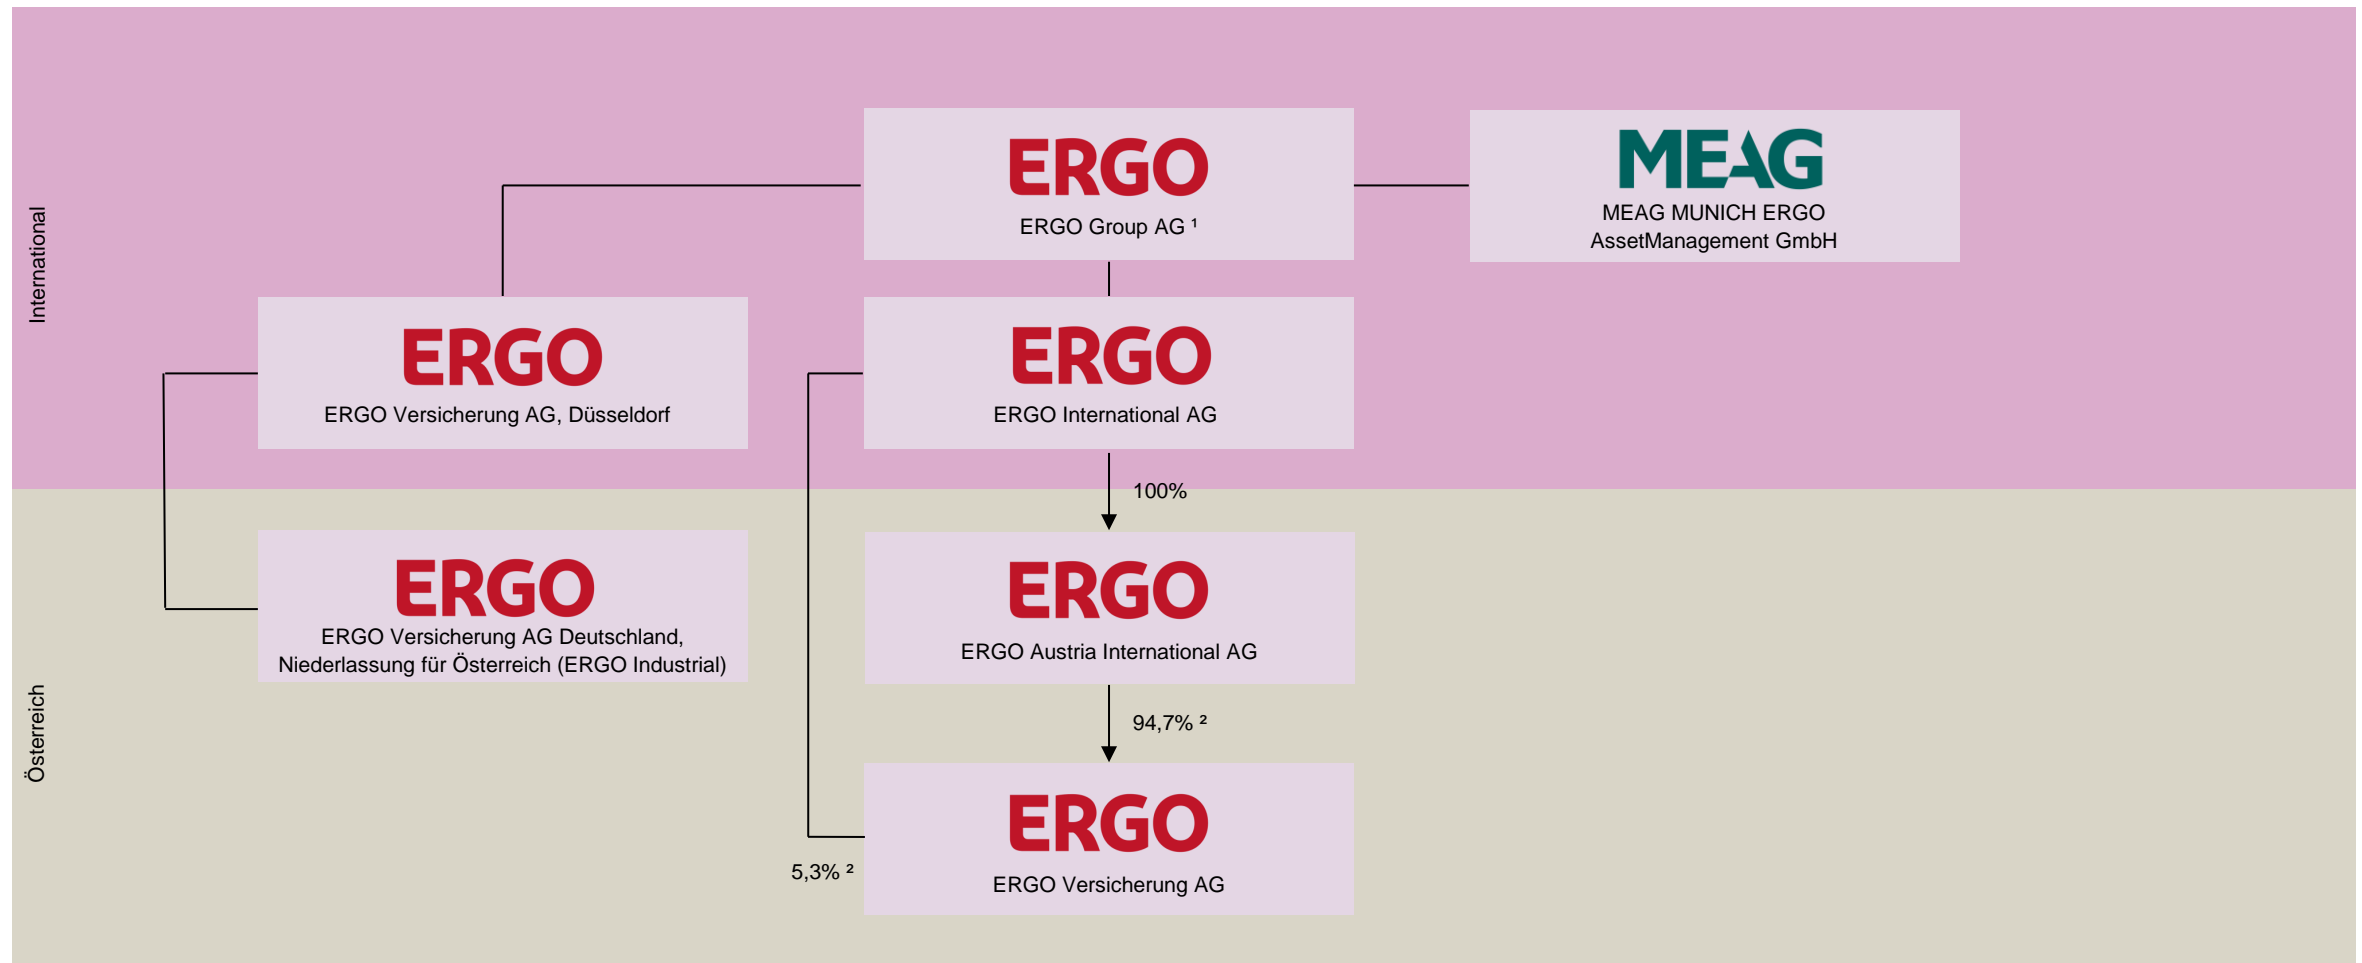 International
ERGO
ERGO Group AG ¹
MEAG
MEAG MUNICH ERGO
AssetManagement GmbH
ERGO
ERGO Versicherung AG, Düsseldorf
ERGO
ERGO International AG
100%
Österreich
ERGO
ERGO Versicherung AG Deutschland,
Niederlassung für Österreich (ERGO Industrial)
ERGO
ERGO Austria International AG
94,7% ²
5,3% ²
ERGO
ERGO Versicherung AG